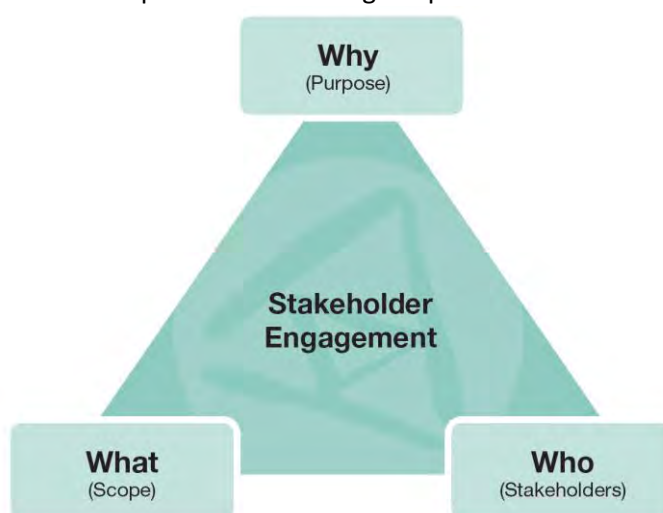 Why
(Purpose)
Stakeholder
Engagement
What
(Scope)
Who
(Stakeholders)